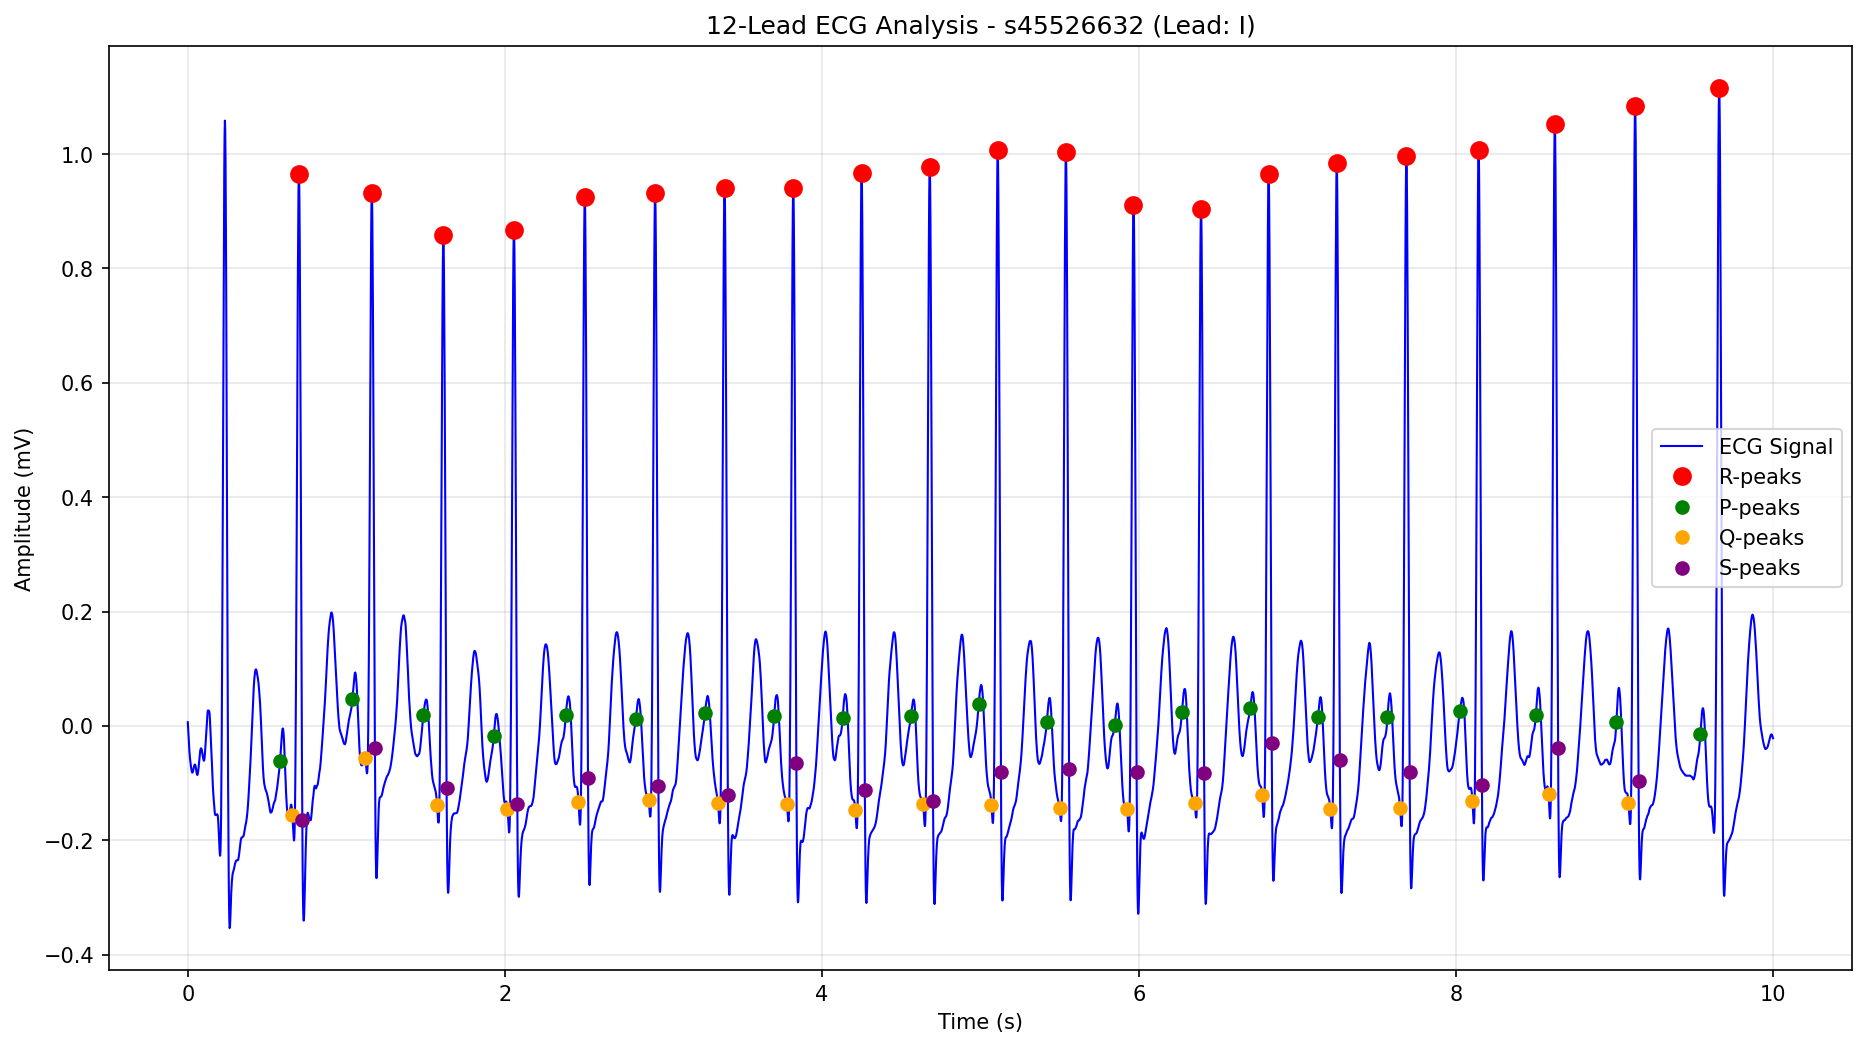 12-Lead ECG Analysis - s45526632 (Lead: I)
1.0
0.8
0.6
0.4
0.2
0.0
−0.2
−0.4
Amplitude (mV)
ECG Signal
R-peaks
P-peaks
Q-peaks
S-peaks
0 2 4 6 8 10
Time (s)